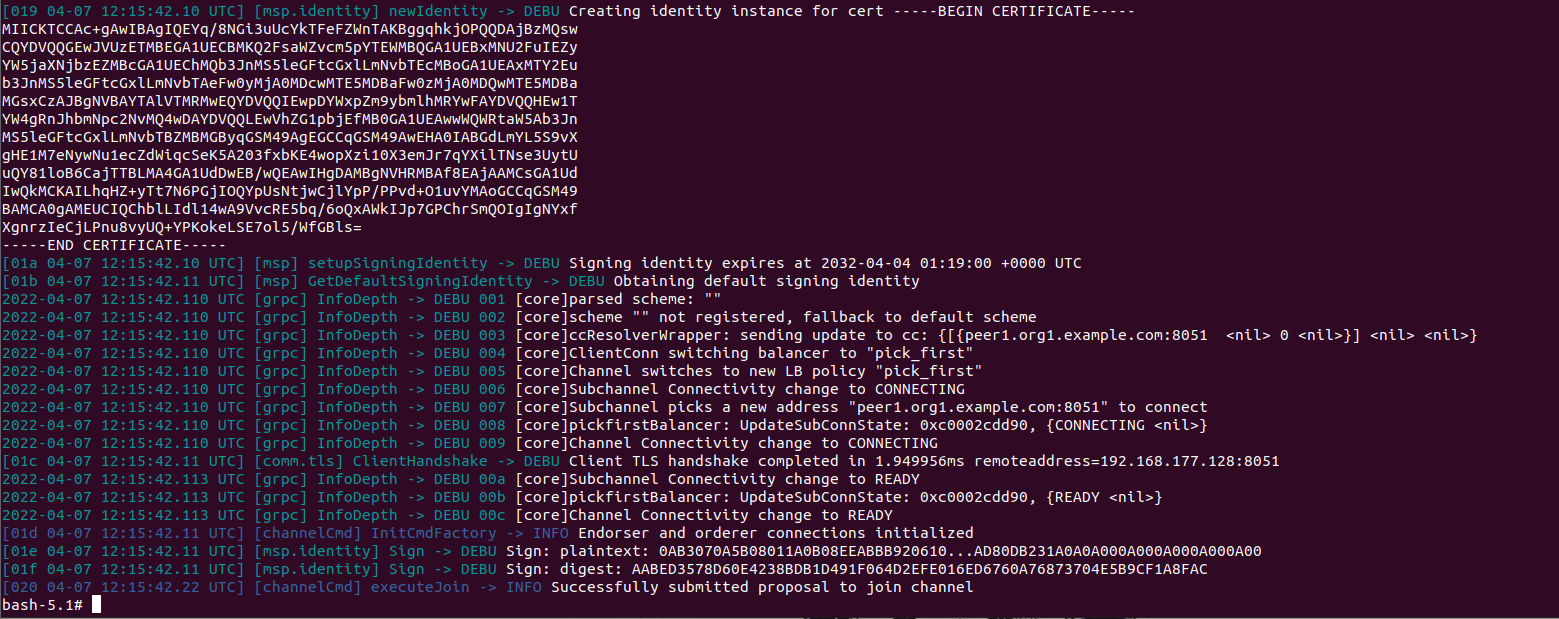 [019 04-07 12:15:42.10 UTC] [msp.identity] newIdentity -> DEBU Creating identity instance for cert -----BEGIN CERTIFICATE-----
MIICKTCCAc+gAwIBAgIQEYq/8NGi3uUcYkTFeFZWnTAKBggqhkjOPQQDAjBzMQsw
CQYDVQQGEwJVUzETMBEGA1UECBMKQ2FsaWZvcm5pYTEWMBQGA1UEBxMNU2FuIEZy
YW5jaXNjbzEZMBcGA1UEChMQb3JnMS5leGFtcGxlLmNvbTEcMBoGA1UEAxMTY2Eu
b3JnMS5leGFtcGxlLmNvbTAeFw0yMjA0MDcwMTE5MDBaFw0zMjA0MDQwMTE5MDBa
MGsxCzAJBgNVBAYTAlVTMRMwEQYDVQQIEwpDYWxpZm9ybmlhMRYwFAYDVQQHEw1T
YW4gRnJhbmNpc2NvMQ4wDAYDVQQLEwVhZG1pbjEfMB0GA1UEAwwWQWRtaW5Ab3Jn
MS5leGFtcGxlLmNvbTBZMBMGByqGSM49AgEGCCqGSM49AwEHA0IABGdLmYL5S9vX
gHE1M7eNywNu1ecZdWiqcSeK5A203fxbKE4wopXzi10X3emJr7qYXilTNse3UytU
uQY81loB6CajTTBLMA4GA1UdDwEB/wQEAwIHgDAMBgNVHRMBAf8EAjAAMCsGA1Ud
IwQkMCKAILhqHZ+yTt7N6PGjIOQYpUsNtjwCjlYpP/PPvd+O1uvYMAoGCCqGSM49
BAMCA0gAMEUCIQChblLIdl14wA9VvcRE5bq/6oQxAWkIJp7GPChrSmQOIgIgNYxf
XgnrzIeCjLPnu8vyUQ+YPKokeLSE7ol5/WfGBls=
-----END CERTIFICATE-----
[01a 04-07 12:15:42.10 UTC] [msp] setupSigningIdentity -> DEBU Signing identity expires at 2032-04-04 01:19:00 +0000 UTC
[01b 04-07 12:15:42.11 UTC] [msp] GetDefaultSigningIdentity -> DEBU Obtaining default signing identity
2022-04-07 12:15:42.110 UTC [grpc] InfoDepth -> DEBU 001 [core]parsed scheme: ""
2022-04-07 12:15:42.110 UTC [grpc] InfoDepth -> DEBU 002 [core]scheme "" not registered, fallback to default scheme
2022-04-07 12:15:42.110 UTC [grpc] InfoDepth -> DEBU 003 [core]ccResolverWrapper: sending update to cc: {[{peer1.org1.example.com:8051  <nil> 0 <nil>}] <nil> <nil>}
2022-04-07 12:15:42.110 UTC [grpc] InfoDepth -> DEBU 004 [core]ClientConn switching balancer to "pick_first"
2022-04-07 12:15:42.110 UTC [grpc] InfoDepth -> DEBU 005 [core]Channel switches to new LB policy "pick_first"
2022-04-07 12:15:42.110 UTC [grpc] InfoDepth -> DEBU 006 [core]Subchannel Connectivity change to CONNECTING
2022-04-07 12:15:42.110 UTC [grpc] InfoDepth -> DEBU 007 [core]Subchannel picks a new address "peer1.org1.example.com:8051" to connect
2022-04-07 12:15:42.110 UTC [grpc] InfoDepth -> DEBU 008 [core]pickfirstBalancer: UpdateSubConnState: 0xc0002cdd90, {CONNECTING <nil>}
2022-04-07 12:15:42.110 UTC [grpc] InfoDepth -> DEBU 009 [core]Channel Connectivity change to CONNECTING
[01c 04-07 12:15:42.11 UTC] [comm.tls] ClientHandshake -> DEBU Client TLS handshake completed in 1.949956ms remoteaddress=192.168.177.128:8051
2022-04-07 12:15:42.113 UTC [grpc] InfoDepth -> DEBU 00a [core]Subchannel Connectivity change to READY
2022-04-07 12:15:42.113 UTC [grpc] InfoDepth -> DEBU 00b [core]pickfirstBalancer: UpdateSubConnState: 0xc0002cdd90, {READY <nil>}
2022-04-07 12:15:42.113 UTC [grpc] InfoDepth -> DEBU 00c [core]Channel Connectivity change to READY
[01d 04-07 12:15:42.11 UTC] [channelCmd] InitCmdFactory -> INFO Endorser and orderer connections initialized
[01e 04-07 12:15:42.11 UTC] [msp.identity] Sign -> DEBU Sign: plaintext: 0AB3070A5B08011A0B08EEABBB920610...AD80DB231A0A0A000A000A000A000A00
[01f 04-07 12:15:42.11 UTC] [msp.identity] Sign -> DEBU Sign: digest: AABED3578D60E4238BDB1D491F064D2EFE016ED6760A76873704E5B9CF1A8FAC
[020 04-07 12:15:42.22 UTC] [channelCmd] executeJoin -> INFO Successfully submitted proposal to join channel
bash-5.1#